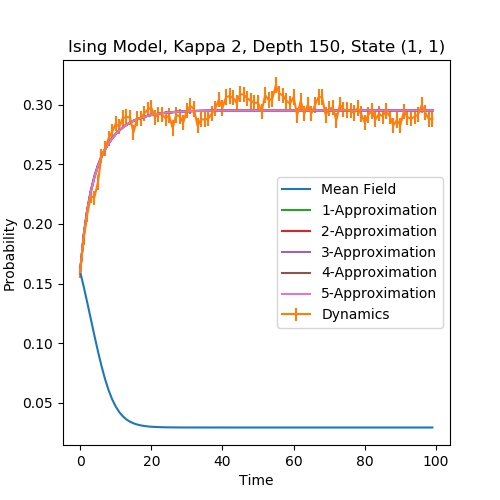 Ising Model, Kappa 2, Depth 150, State (1, 1)
0.30
0.25
0.20
0.15
0.10
0.05
Probability
Mean Field
1-Approximation
2-Approximation
3-Approximation
4-Approximation
5-Approximation
Dynamics
0 20 40 60 80 100
Time